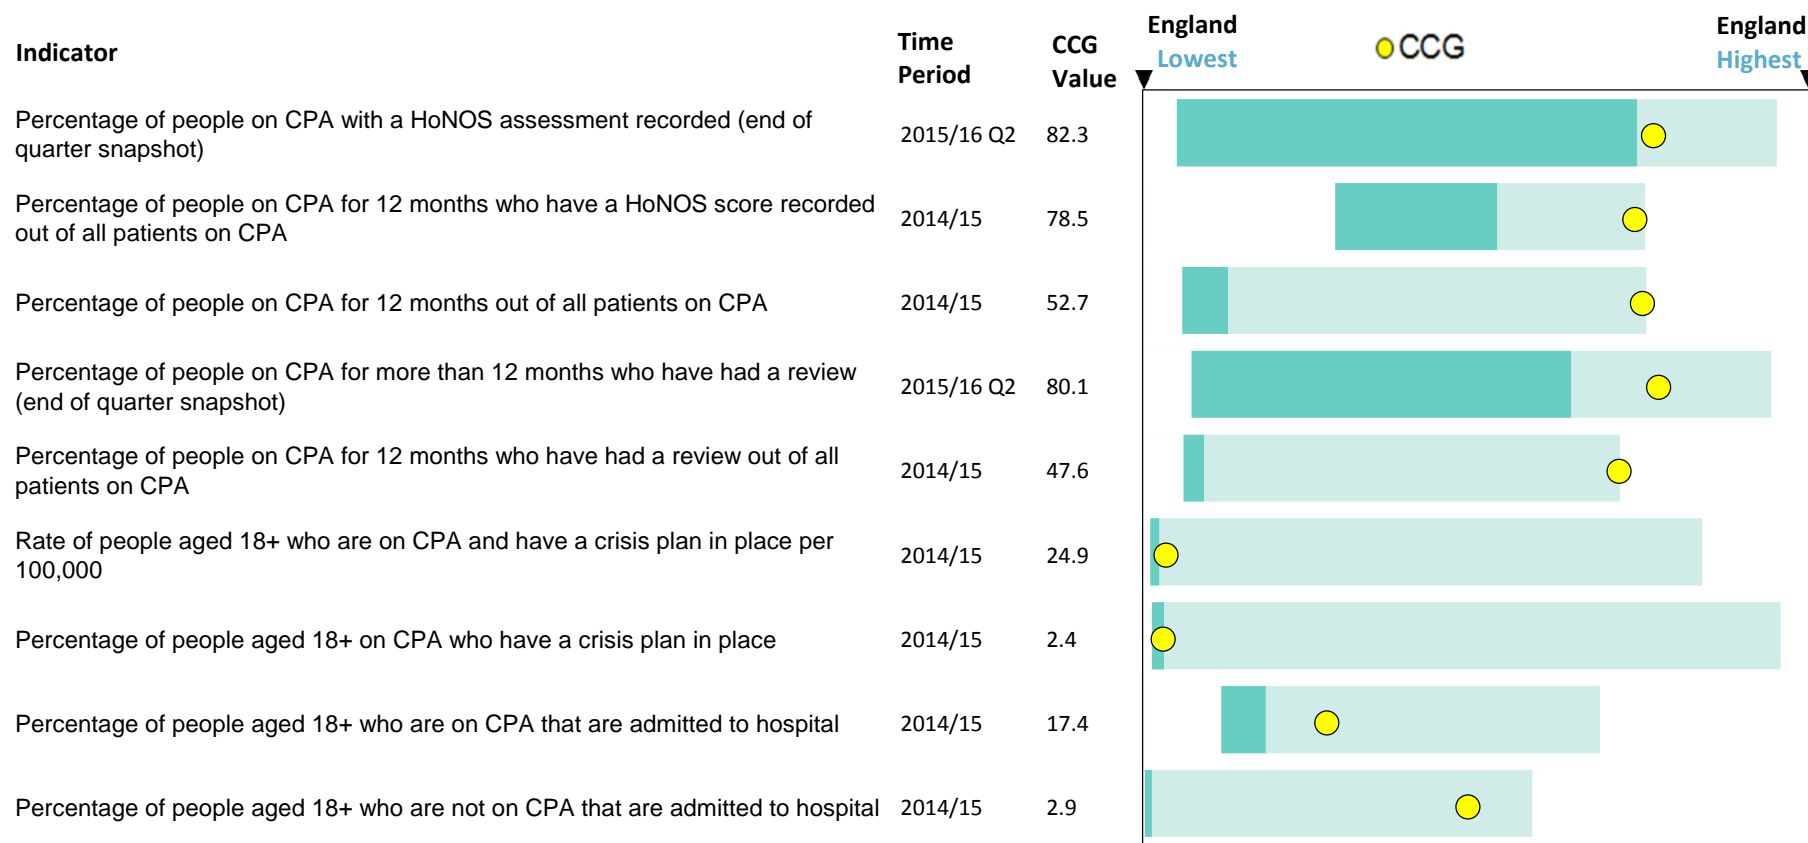 Indicator
Time Period
CCG Value
England Lowest
CCG
England Highest
Percentage of people on CPA with a HoNOS assessment recorded (end of
quarter snapshot)
2015/16 Q2
82.3
Percentage of people on CPA for 12 months who have a HoNOS score recorded
out of all patients on CPA
2014/15
78.5
Percentage of people on CPA for 12 months out of all patients on CPA
2014/15
52.7
Percentage of people on CPA for more than 12 months who have had a review
(end of quarter snapshot)
2015/16 Q2
80.1
Percentage of people on CPA for 12 months who have had a review out of all
patients on CPA
2014/15
47.6
Rate of people aged 18+ who are on CPA and have a crisis plan in place per
100,000
2014/15
24.9
Percentage of people aged 18+ on CPA who have a crisis plan in place
2014/15
2.4
Percentage of people aged 18+ who are on CPA that are admitted to hospital
2014/15
17.4
Percentage of people aged 18+ who are not on CPA that are admitted to hospital
2014/15
2.9